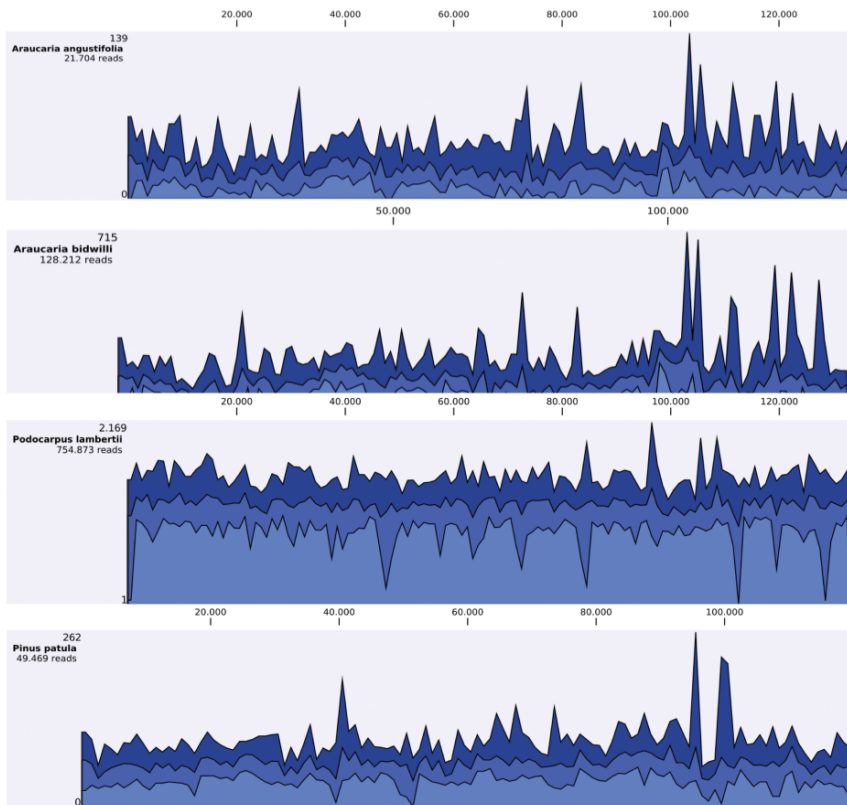 20.000 40.000 60.000 80.000 100.000 120.000
139
Araucaria angustifolia
21.704 reads
0
50.000 100.000
715
Araucaria bidwilli
128.212 reads
20.000 40.000 60.000 80.000 100.000 120.000
2.169
Podocarpus lambertii
754.873 reads
1
20.000 40.000 60.000 80.000 100.000
262
Pinus patula
49.469 reads
0